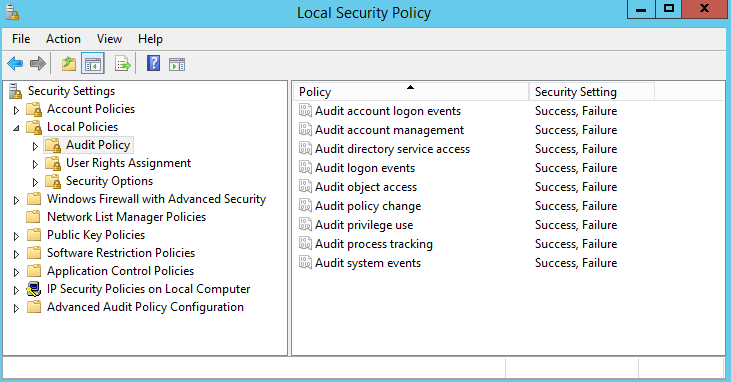 Local Security Policy
File Action View Help
Security Settings
Account Policies
Local Policies
Audit Policy
User Rights Assignment
Security Options
Windows Firewall with Advanced Security
Network List Manager Policies
Public Key Policies
Software Restriction Policies
Application Control Policies
IP Security Policies on Local Computer
Advanced Audit Policy Configuration
Policy Security Setting
Audit account logon events Success, Failure
Audit account management Success, Failure
Audit directory service access Success, Failure
Audit logon events Success, Failure
Audit object access Success, Failure
Audit policy change Success, Failure
Audit privilege use Success, Failure
Audit process tracking Success, Failure
Audit system events Success, Failure